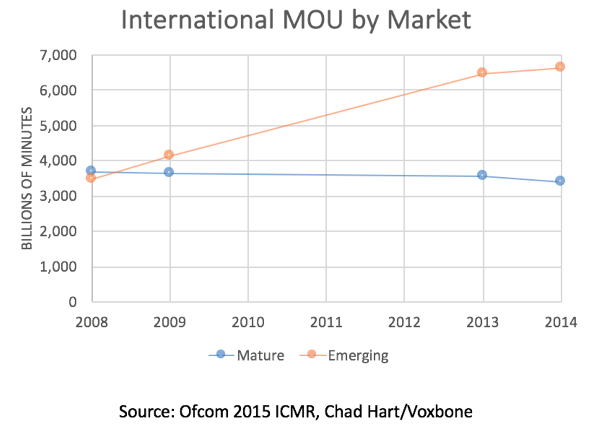 International MOU by Market
BILLIONS OF MINUTES
7,000
6,000
5,000
4,000
3,000
2,000
1,000
0
2008 2009 2010 2011 2012 2013 2014
Mature Emerging
Source: Ofcom 2015 ICMR, Chad Hart/Voxbone